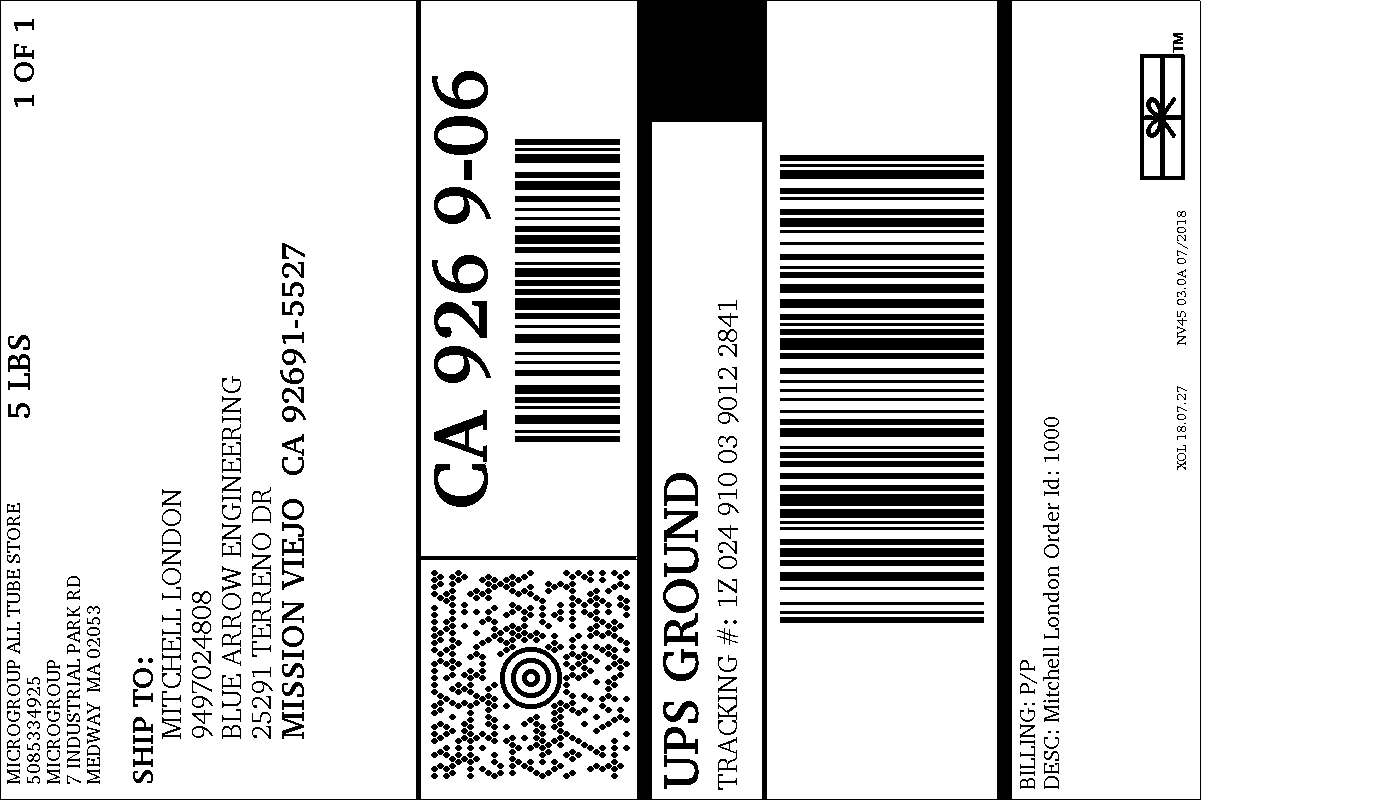 MICROGROUP ALL TUBE STORE
5085334925
MICROGROUP
7 INDUSTRIAL PARK RD
MEDWAY MA 02053
5 LBS
1 OF 1
SHIP TO:
MITCHELL LONDON
9497024808
BLUE ARROW ENGINEERING
25291 TERRENO DR
MISSION VIEJO CA 92691-5527
CA 926 9-06
UPS GROUND
TRACKING #: 1Z 024 910 03 9012 2841
BILLING: P/P
DESC: Mitchell London Order Id: 1000
XOL 18.07.27 NV45 03.0A 07/2018
TM